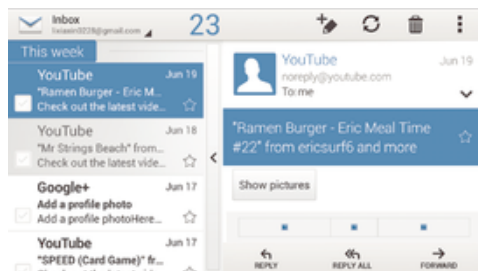 Inbox
23
This week
YouTube Jun 19
"Ramen Burger - Eric M...
Check out the latest vide...
YouTube Jun 18
"Mr Strings Beach" from...
Check out the latest vide...
Google+ Jun 17
Add a profile photo
Add a profile photoHere...
YouTube Jun 17
"SPEED (Card Game)" fr...
YouTube Jun 19
noreply@youtube.com
To: me
"Ramen Burger - Eric Meal Time
#22" from ericsurf6 and more
Show pictures
REPLY REPLY ALL FORWARD